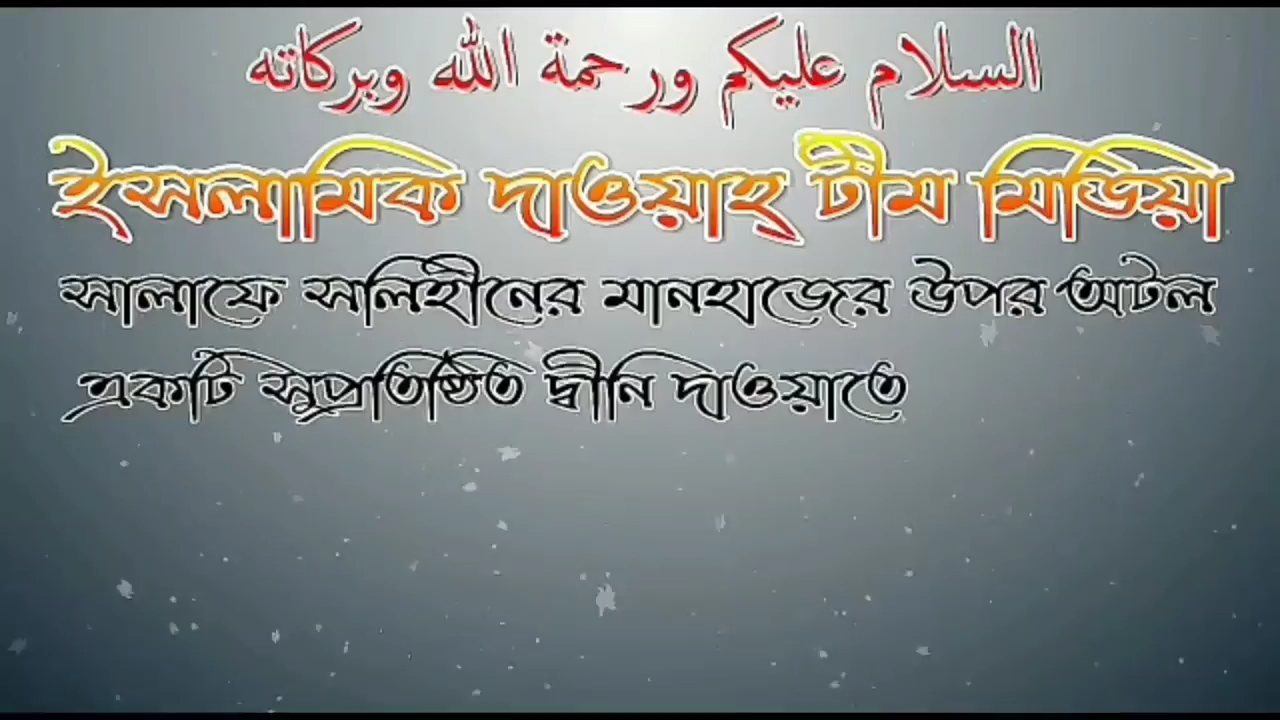 السلام عليكم ورحمة الله وبركاته
ইসলামিক দাওয়াহ্ টীম মিডিয়া
সালাফে সলিহীনের মানহাজের উপর অটল
একটি সুপ্রতিষ্ঠিত দ্বীনি দাওয়াতে